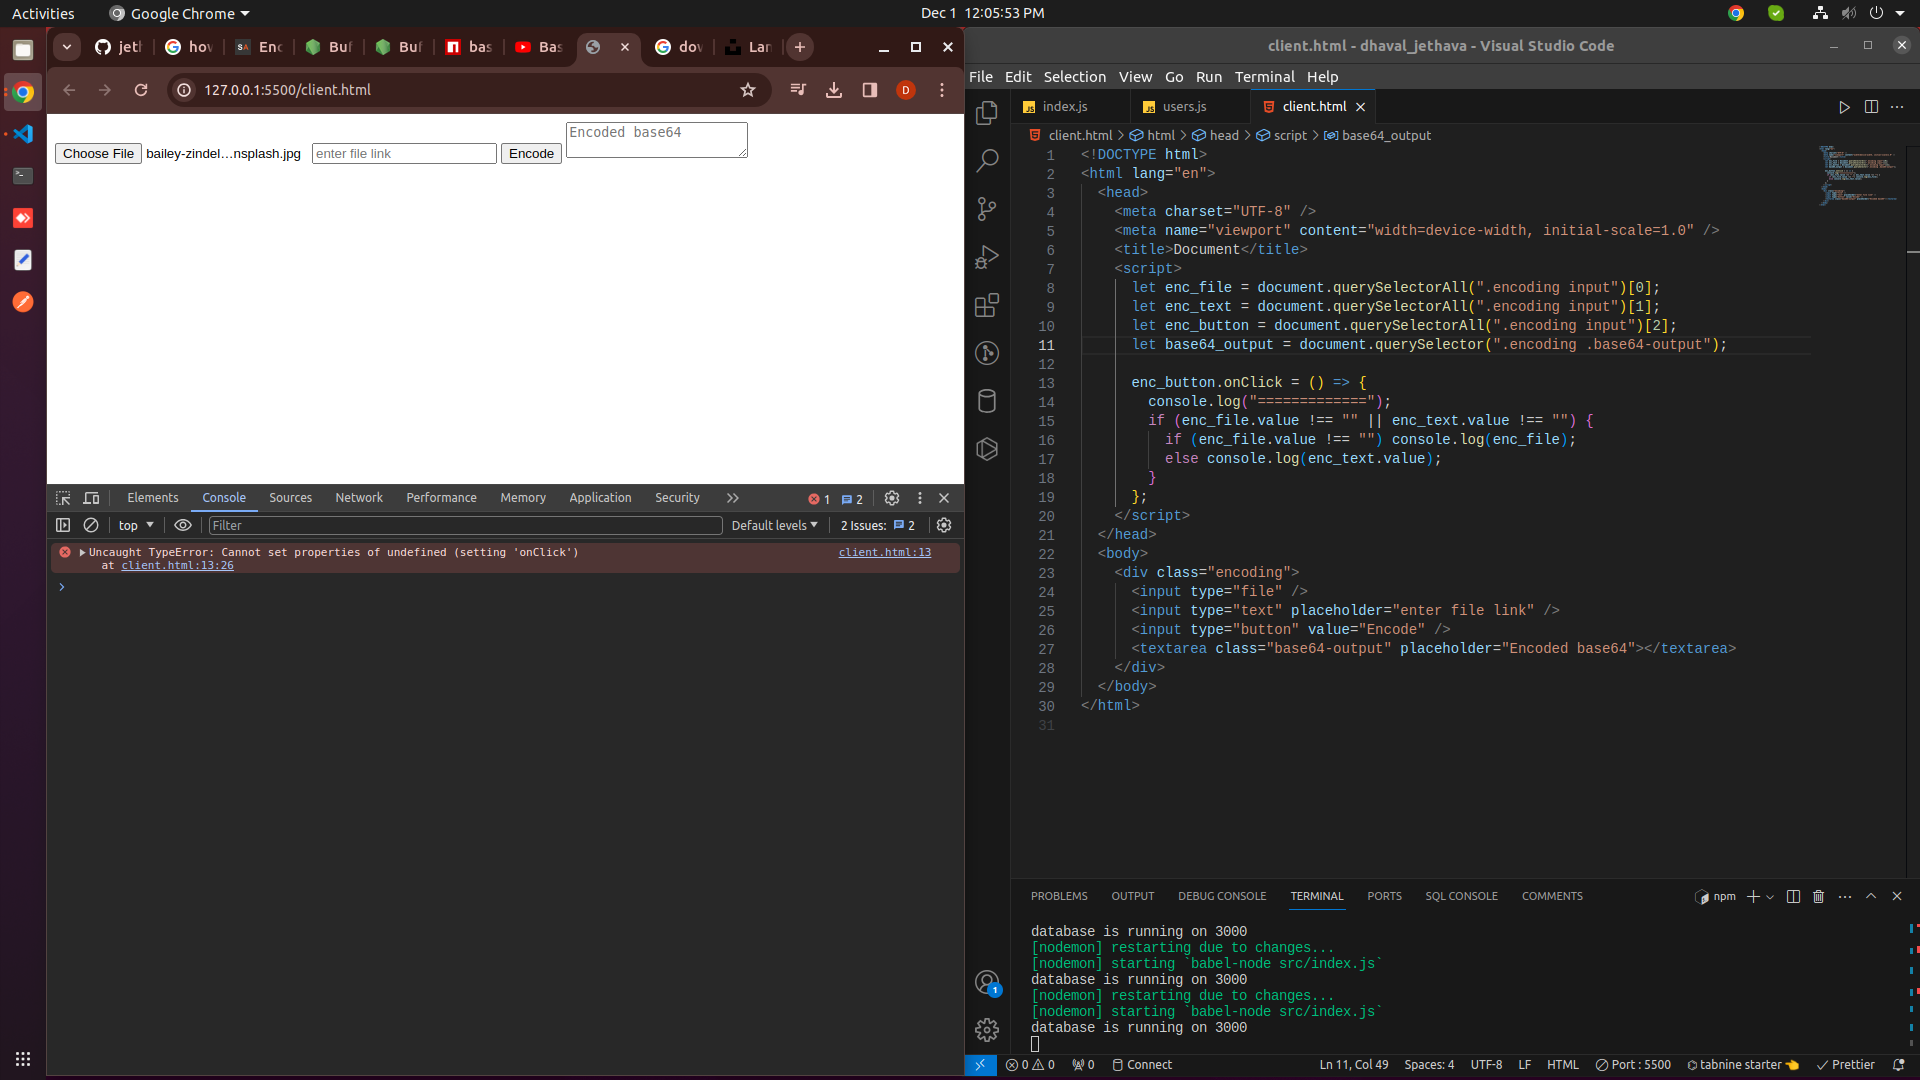 Activities
Google Chrome
Dec 1 12:05:53 PM
jet
hov
Enc
Buf
Buf
bas
Bas
dov
Lan
127.0.0.1:5500/client.html
D
Choose File bailey-zindel…nsplash.jpg
enter file link
Encode
Encoded base64
Elements Console Sources Network Performance Memory Application Security
1 2
top
Filter
Default levels
2 Issues: 2
Uncaught TypeError: Cannot set properties of undefined (setting 'onClick')
client.html:13
at client.html:13:26
client.html - dhaval_jethava - Visual Studio Code
File Edit Selection View Go Run Terminal Help
index.js
users.js
client.html
client.html > html > head > script > base64_output
1 <!DOCTYPE html>
2 <html lang="en">
3 <head>
4 <meta charset="UTF-8" />
5 <meta name="viewport" content="width=device-width, initial-scale=1.0" />
6 <title>Document</title>
7 <script>
8 let enc_file = document.querySelectorAll(".encoding input")[0];
9 let enc_text = document.querySelectorAll(".encoding input")[1];
10 let enc_button = document.querySelectorAll(".encoding input")[2];
11 let base64_output = document.querySelector(".encoding .base64-output");
12
13 enc_button.onClick = () => {
14 console.log("=============");
15 if (enc_file.value !== "" || enc_text.value !== "") {
16 if (enc_file.value !== "") console.log(enc_file);
17 else console.log(enc_text.value);
18 }
19 };
20 </script>
21 </head>
22 <body>
23 <div class="encoding">
24 <input type="file" />
25 <input type="text" placeholder="enter file link" />
26 <input type="button" value="Encode" />
27 <textarea class="base64-output" placeholder="Encoded base64"></textarea>
28 </div>
29 </body>
30 </html>
31
PROBLEMS OUTPUT DEBUG CONSOLE TERMINAL PORTS SQL CONSOLE COMMENTS
npm
database is running on 3000
[nodemon] restarting due to changes...
[nodemon] starting `babel-node src/index.js`
database is running on 3000
[nodemon] restarting due to changes...
[nodemon] starting `babel-node src/index.js`
database is running on 3000
1
0 0 0 Connect
Ln 11, Col 49 Spaces: 4 UTF-8 LF HTML Port : 5500 tabnine starter Prettier